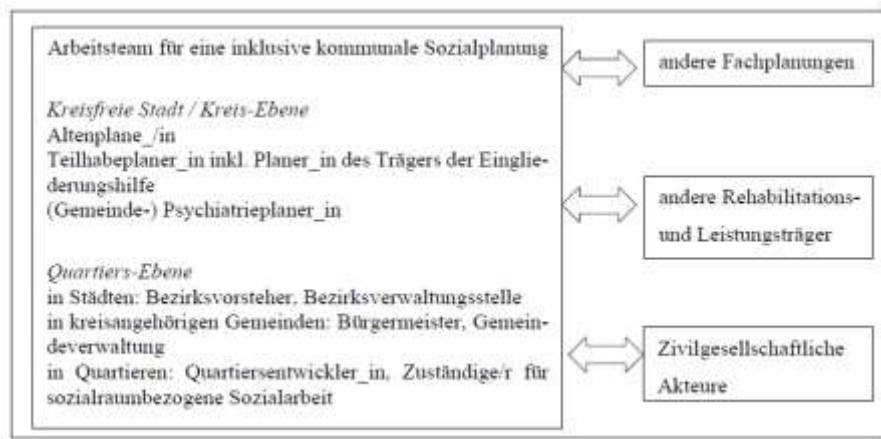 Arbeitsteam für eine inklusive kommunale Sozialplanung
Kreisfreie Stadt / Kreis-Ebene
Altenplane_/in
Teilhabeplaner_in inkl. Planer_in des Trägers der Einglie-
derungshilfe
(Gemeinde-) Psychiatrieplaner_in
Quartiers-Ebene
in Städten: Bezirksvorsteher, Bezirksverwaltungsstelle
in kreisangehörigen Gemeinden: Bürgermeister, Gemein-
deverwaltung
in Quartieren: Quartiersentwickler_in, Zuständige/r für
sozialraumbezogene Sozialarbeit
andere Fachplanungen
andere Rehabilitations-
und Leistungsträger
Zivilgesellschaftliche
Akteure